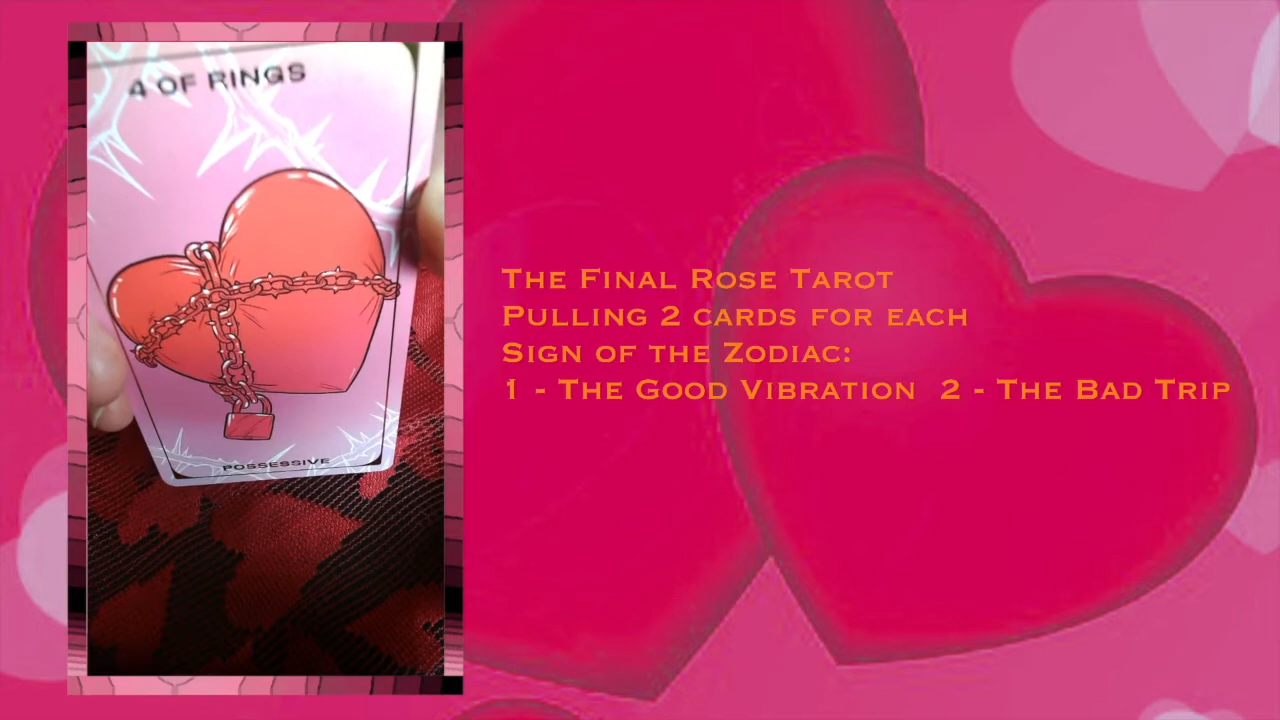 4 OF RINGS
POSSESSIVE
The Final Rose Tarot
Pulling 2 cards for each
Sign of the Zodiac:
1 - The Good Vibration 2 - The Bad Trip